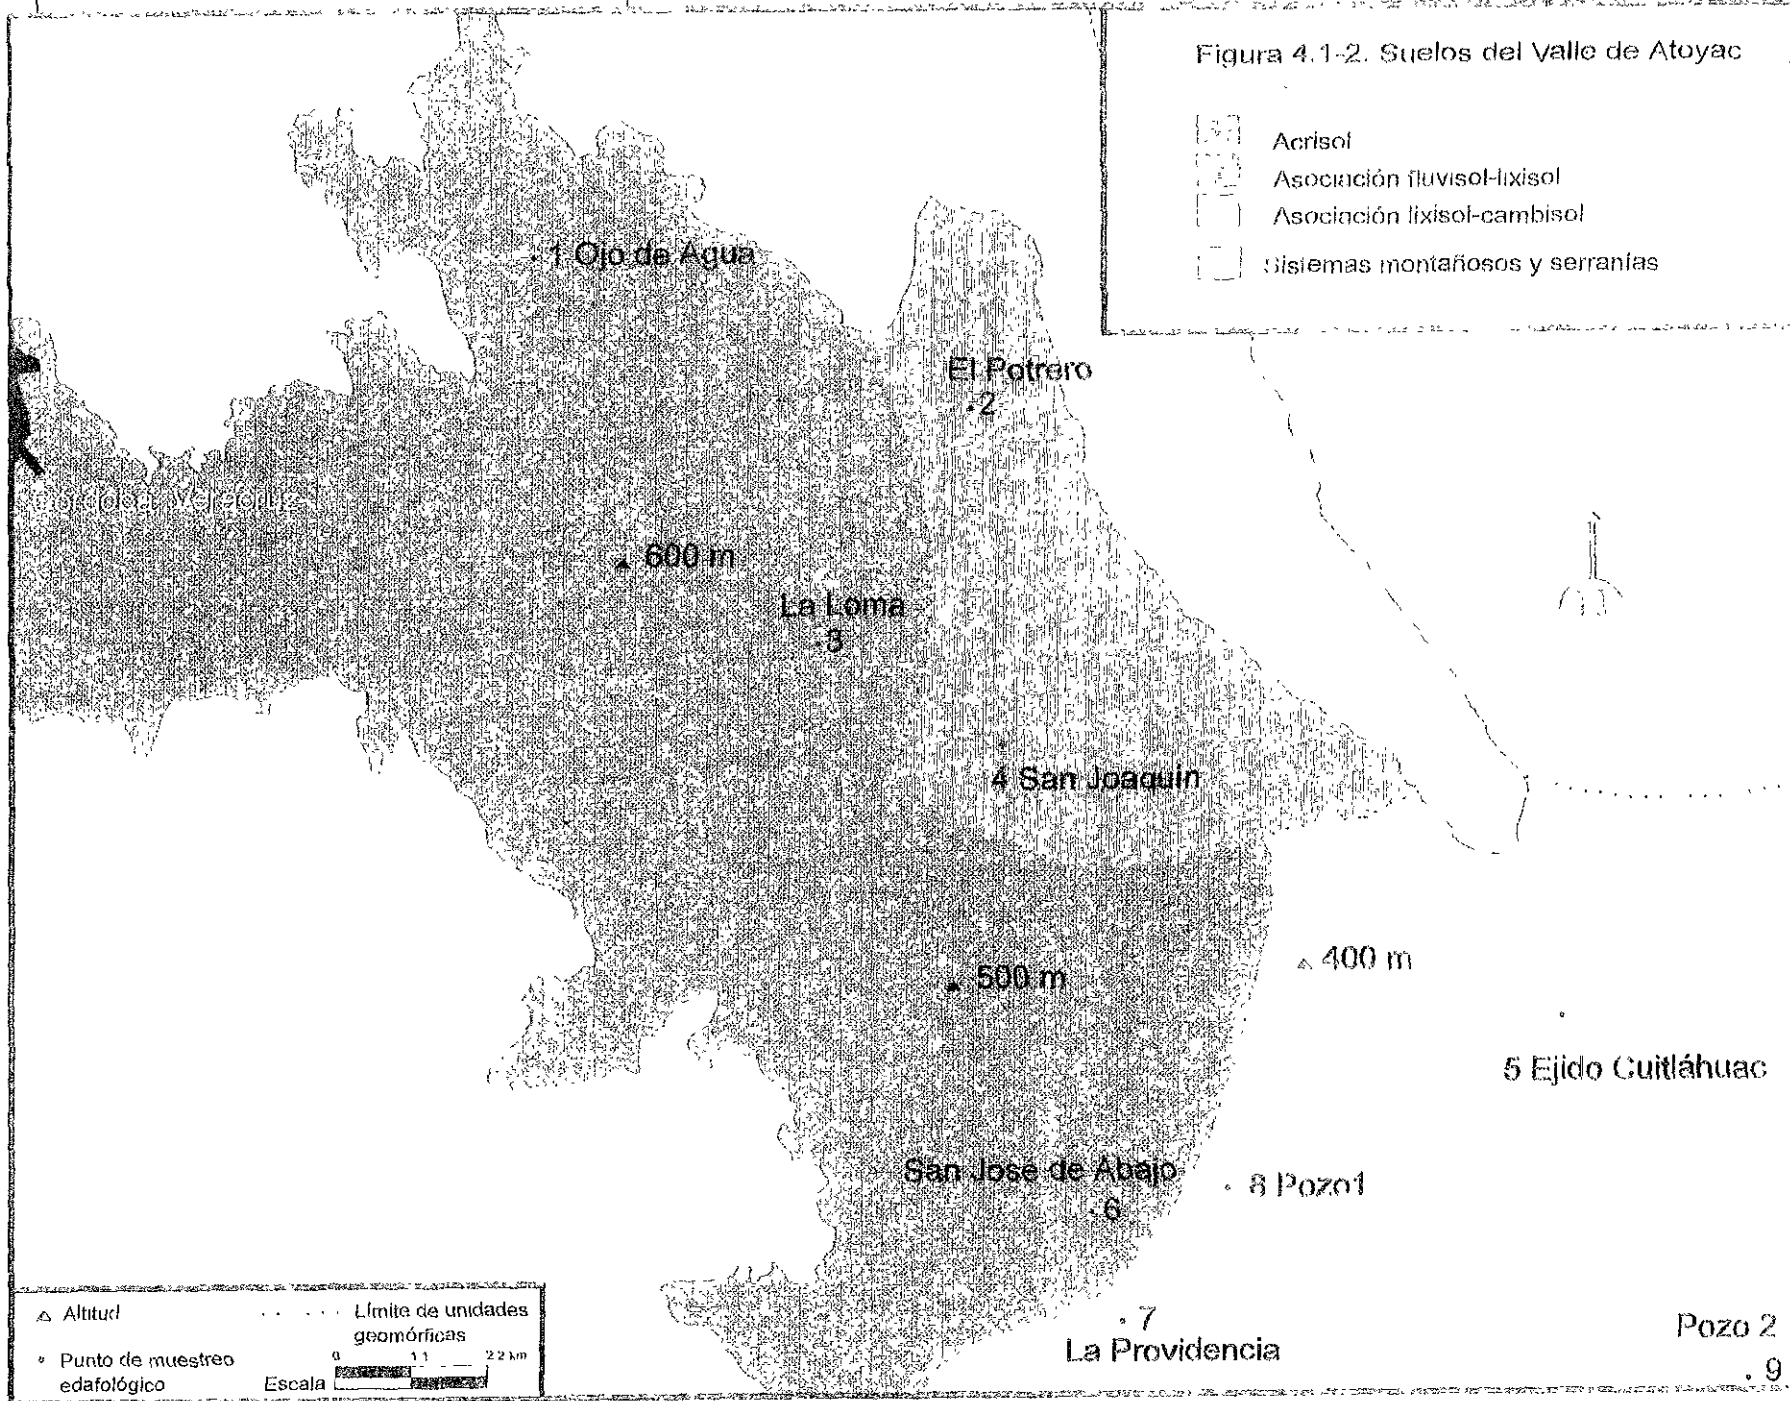 Figura 4.1-2. Suelos del Valle de Atoyac
Acrisol
Asociación fluvisol-lixisol
Asociación lixisol-cambisol
Sistemas montañosos y serranías
1 Ojo de Agua
El Potrero
2
Córdoba, Veracruz
600 m
La Loma
3
4 San Joaquín
400 m
500 m
5 Ejido Cuitláhuac
San José de Abajo
6
8 Pozo1
7
La Providencia
Pozo 2
9
Altitud
Límite de unidades
geomórficas
Punto de muestreo
edafológico
Escala
0 1 1 2 2 km